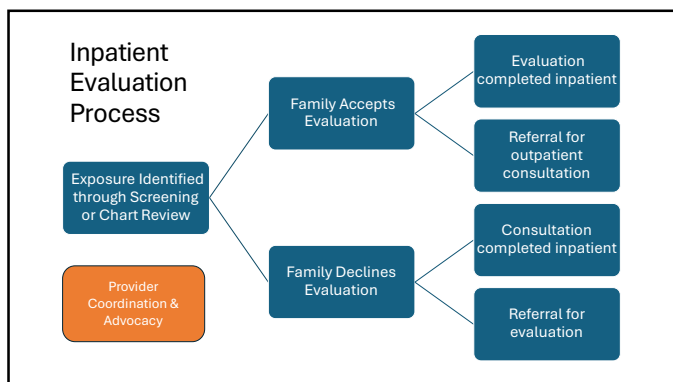 Inpatient
Evaluation
Process
Exposure Identified
through Screening
or Chart Review
Provider
Coordination &
Advocacy
Family Accepts
Evaluation
Family Declines
Evaluation
Evaluation
completed inpatient
Referral for
outpatient
consultation
Consultation
completed inpatient
Referral for
evaluation